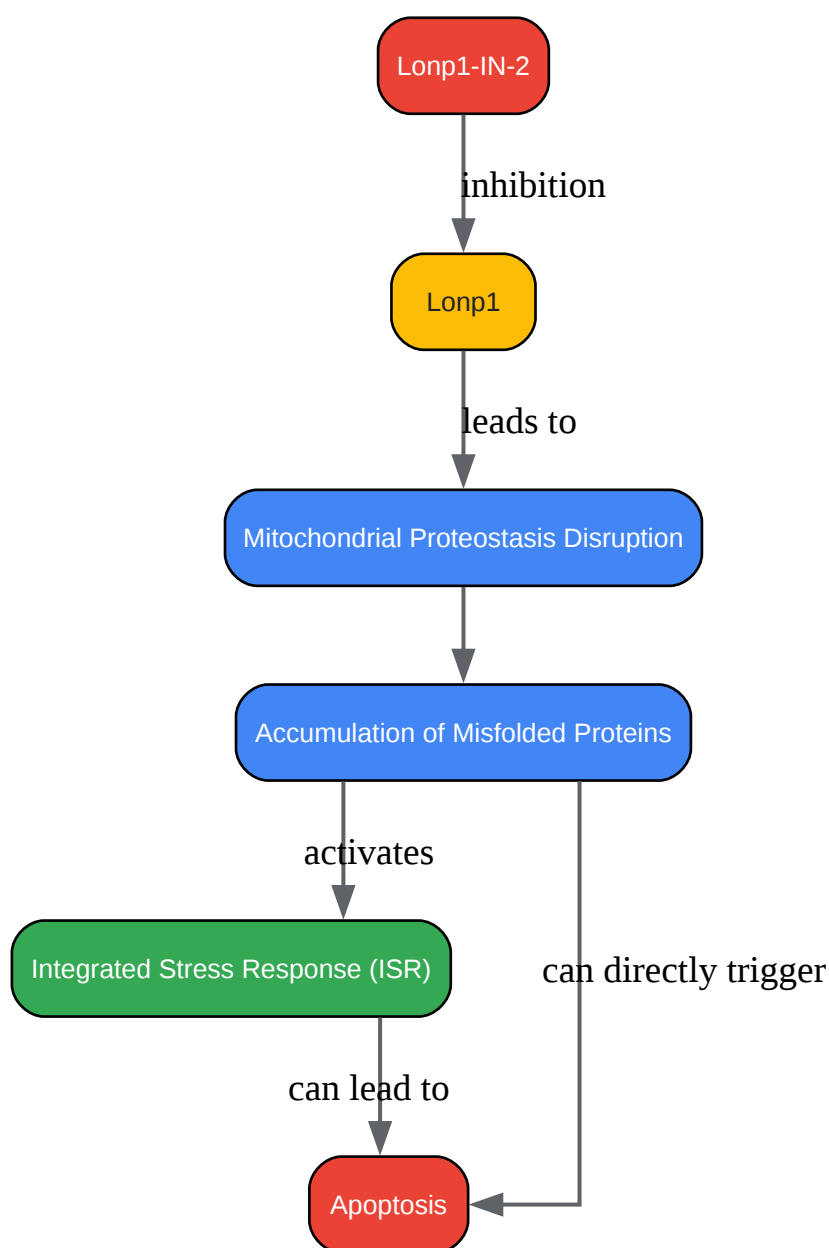 Lonp1-IN-2
inhibition
Lonp1
leads to
Mitochondrial Proteostasis Disruption
Accumulation of Misfolded Proteins
activates
Integrated Stress Response (ISR)
can directly trigger
can lead to
Apoptosis